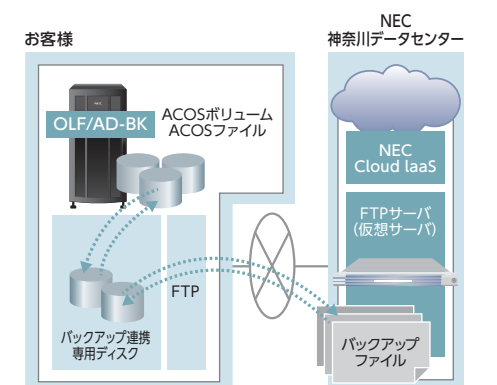 お客様
NEC
神奈川データセンター
NEC
OLF/AD-BK
ACOSボリューム
ACOSファイル
NEC
Cloud IaaS
FTPサーバ
(仮想サーバ)
FTP
バックアップ連携
専用ディスク
バックアップ
ファイル